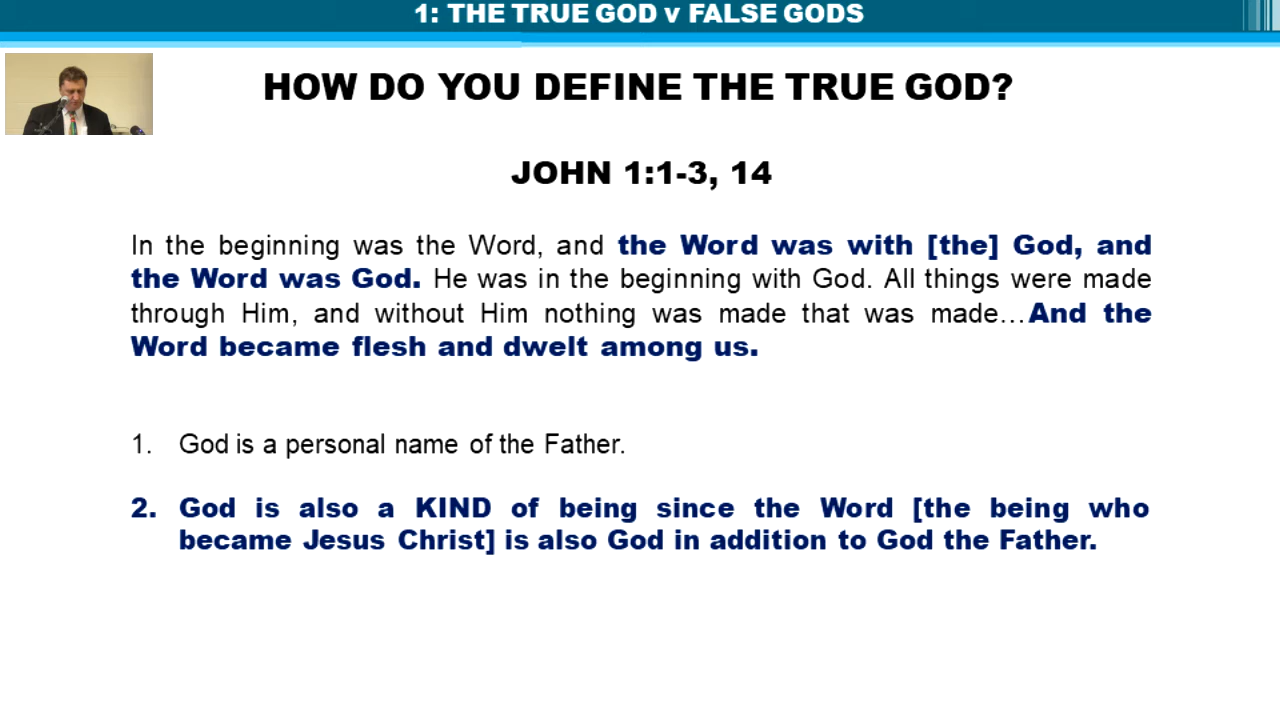 1: THE TRUE GOD v FALSE GODS
HOW DO YOU DEFINE THE TRUE GOD?
JOHN 1:1-3, 14
In the beginning was the Word, and the Word was with [the] God, and
the Word was God. He was in the beginning with God. All things were made
through Him, and without Him nothing was made that was made…And the
Word became flesh and dwelt among us.
1. God is a personal name of the Father.
2. God is also a KIND of being since the Word [the being who
became Jesus Christ] is also God in addition to God the Father.